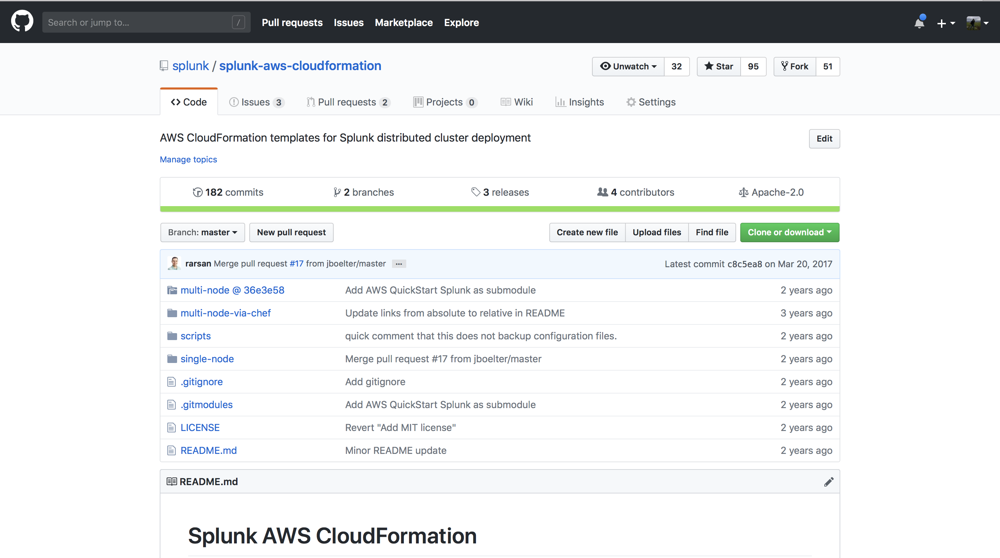 Search or jump to... /
Pull requests Issues Marketplace Explore
splunk / splunk-aws-cloudformation
Unwatch 32 Star 95 Fork 51
Code Issues 3 Pull requests 2 Projects 0 Wiki Insights Settings
AWS CloudFormation templates for Splunk distributed cluster deployment
Edit
Manage topics
182 commits 2 branches 3 releases 4 contributors Apache-2.0
Branch: master New pull request Create new file Upload files Find file Clone or download
rarsan Merge pull request #17 from jboelter/master ... Latest commit c8c5ea8 on Mar 20, 2017
multi-node @ 36e3e58 Add AWS QuickStart Splunk as submodule 2 years ago
multi-node-via-chef Update links from absolute to relative in README 3 years ago
scripts quick comment that this does not backup configuration files. 2 years ago
single-node Merge pull request #17 from jboelter/master 2 years ago
.gitignore Add gitignore 2 years ago
.gitmodules Add AWS QuickStart Splunk as submodule 2 years ago
LICENSE Revert "Add MIT license" 2 years ago
README.md Minor README update 2 years ago
README.md
Splunk AWS CloudFormation